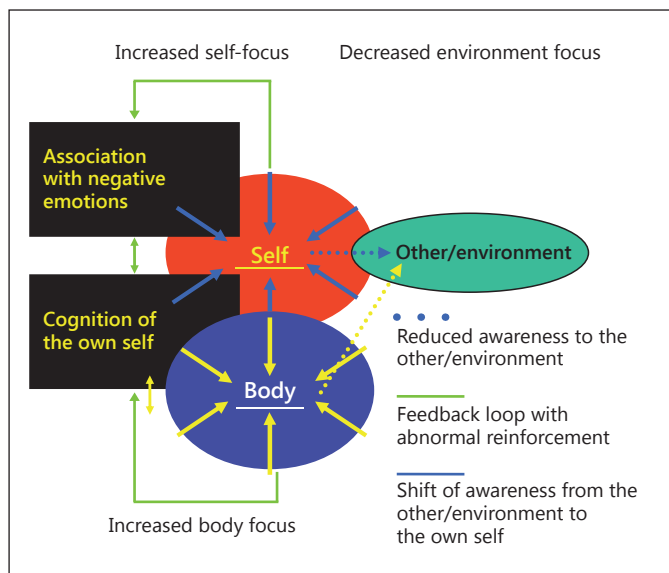 Increased self-focus
Decreased environment focus
Association
with negative
emotions
Self
Other/environment
Cognition of
the own self
Body
Reduced awareness to the
other/environment
Feedback loop with
abnormal reinforcement
Shift of awareness from the
other/environment to
the own self
Increased body focus